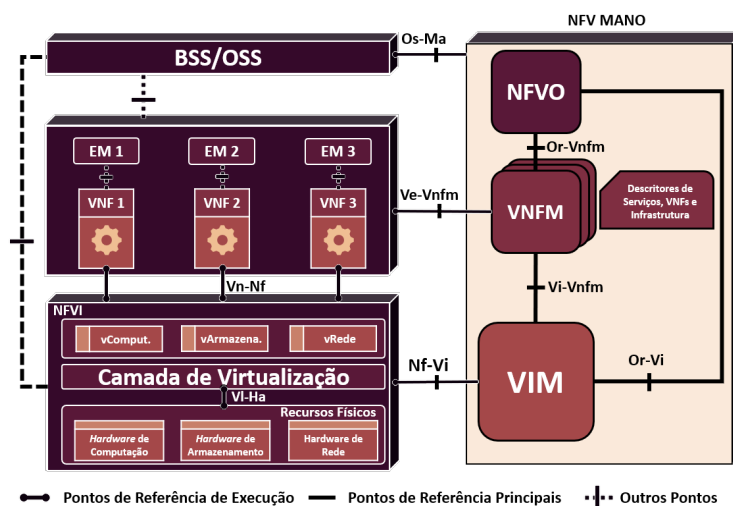 NFV MANO
Os-Ma
BSS/OSS
NFVO
Or-Vnfm
EM 1
EM 2
EM 3
VNF 1
VNF 2
VNF 3
Ve-Vnfm
VNFM
Descritores de
Serviços, VNFs e
Infrastrutura
Vn-Nf
Vi-Vnfm
NFVI
vComput.
vArmazena.
vRede
Camada de Virtualização
Nf-Vi
VIM
Or-Vi
Vl-Ha
Recursos Físicos
Hardware de
Computação
Hardware de
Armazenamento
Hardware de
Rede
Pontos de Referência de Execução
Pontos de Referência Principais
Outros Pontos